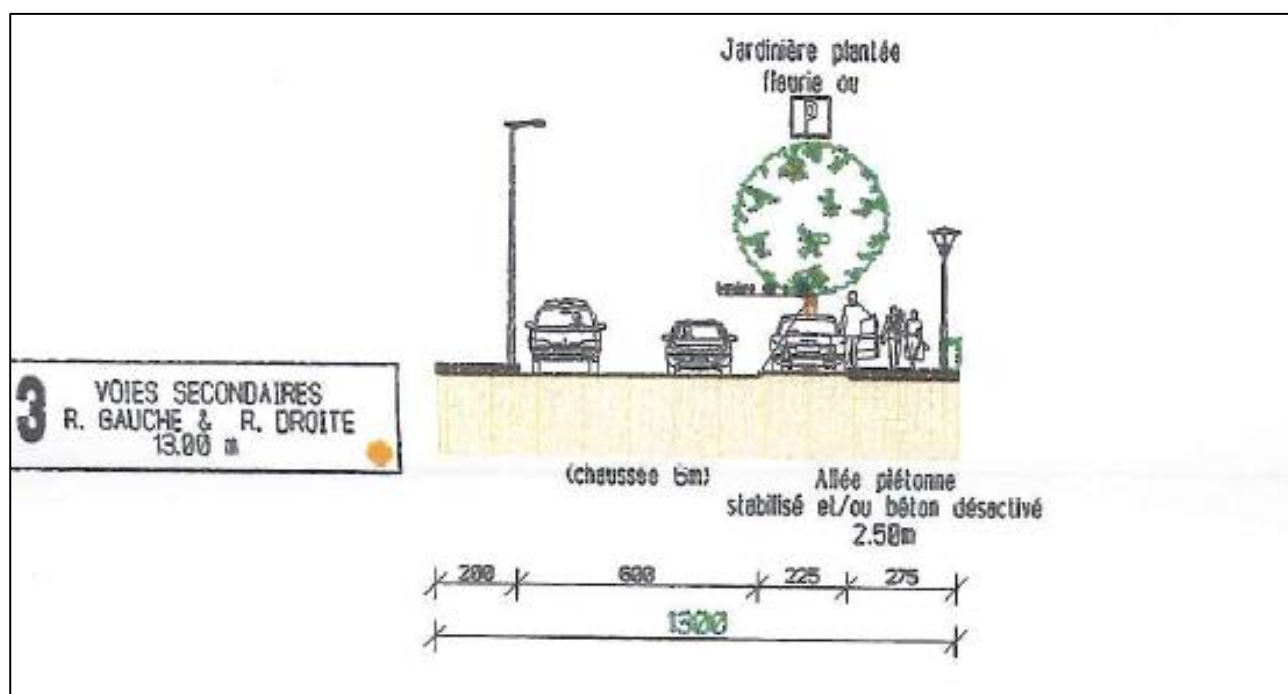 Jardinière plantée
fleurie ou
P
3
VOIES SECONDAIRES
R. GAUCHE & R. DROITE
13.00 m
(chaussée 6m)
Allée piétonne
stabilisé et/ou béton désactivé
2.50m
200 600 225 275
1300